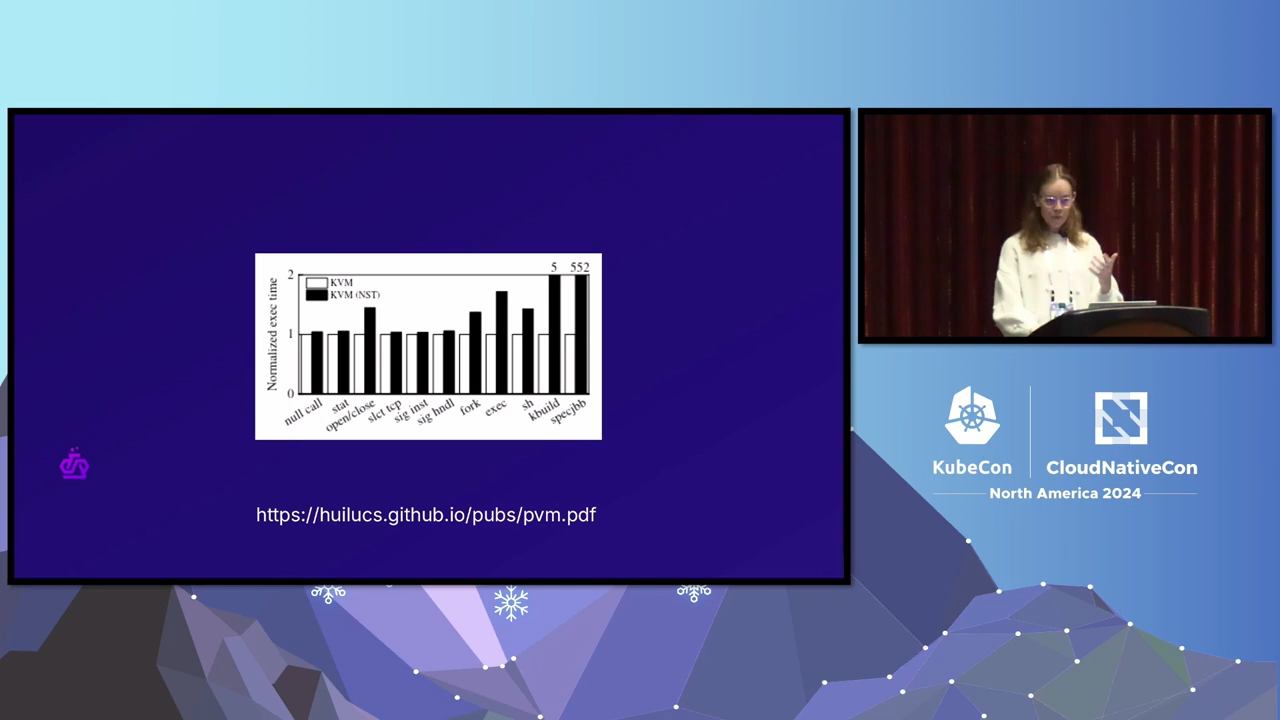 5 552
2
KVM
KVM (NST)
Normalized exec time
1
0
null call
stat
open/close
slct tcp
sig inst
sig hndl
fork
exec
sh
kbuild
specjbb
https://huilucs.github.io/pubs/pvm.pdf
KubeCon
CloudNativeCon
North America 2024